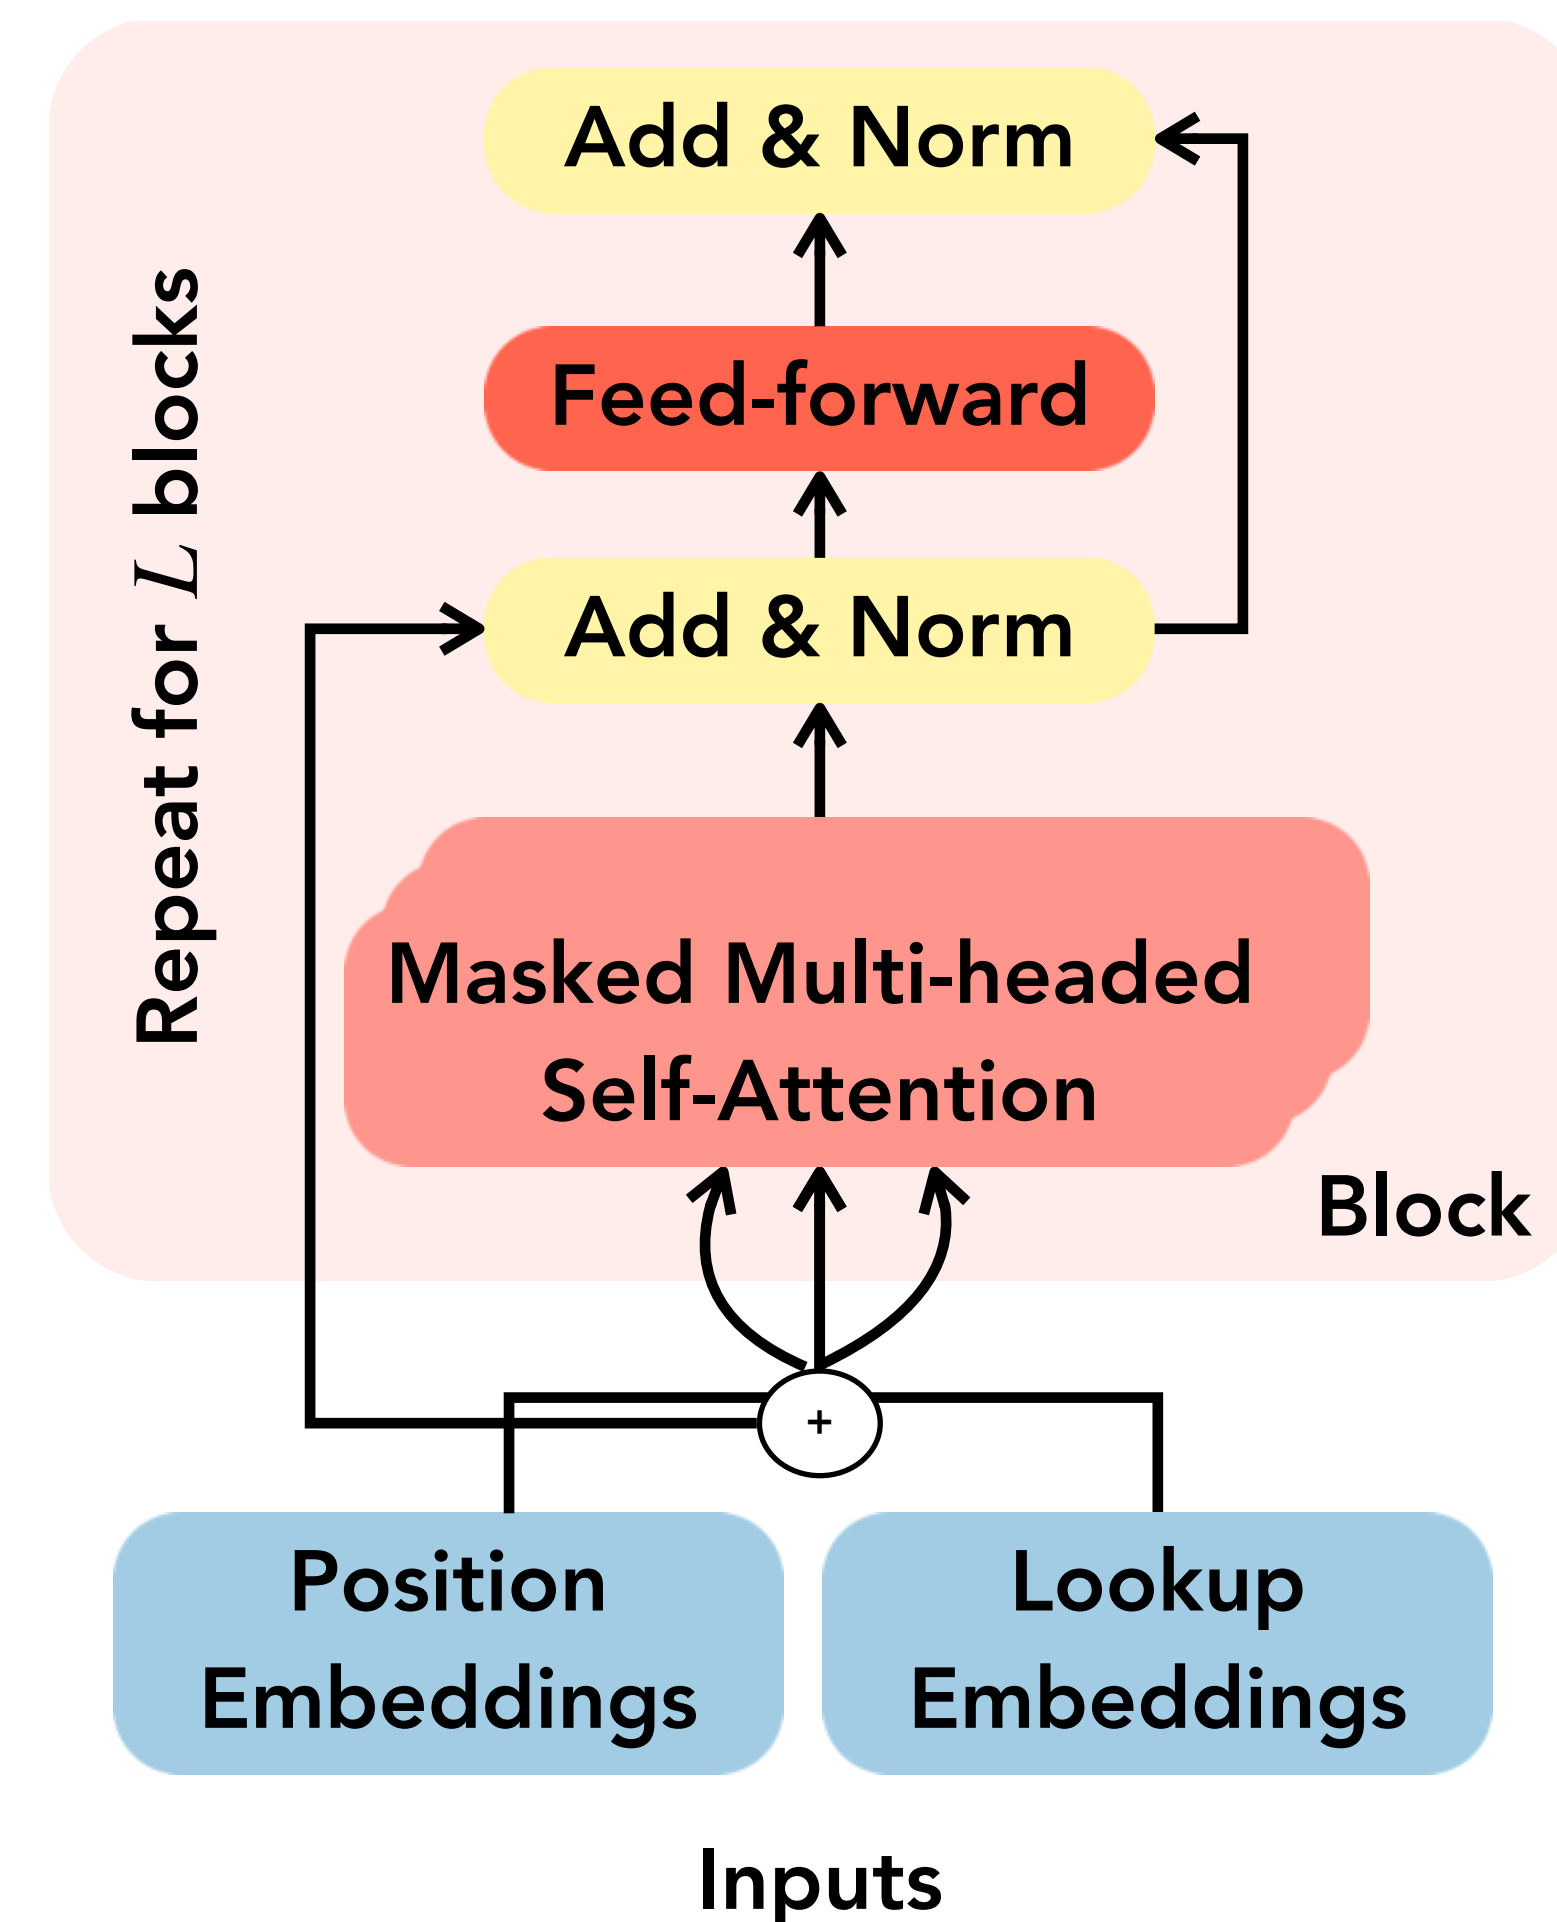 Add & Norm
Feed-forward
Add & Norm
Repeat for L blocks
Masked Multi-headed
Self-Attention
Block
+
Position
Embeddings
Lookup
Embeddings
Inputs